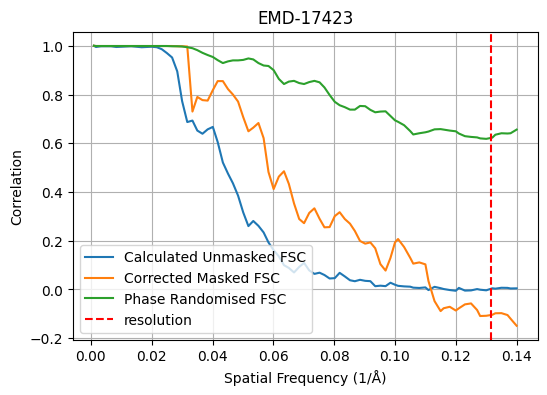 EMD-17423
1.0
0.8
0.6
0.4
0.2
0.0
−0.2
Correlation
Calculated Unmasked FSC
Corrected Masked FSC
Phase Randomised FSC
resolution
0.00 0.02 0.04 0.06 0.08 0.10 0.12 0.14
Spatial Frequency (1/Å)